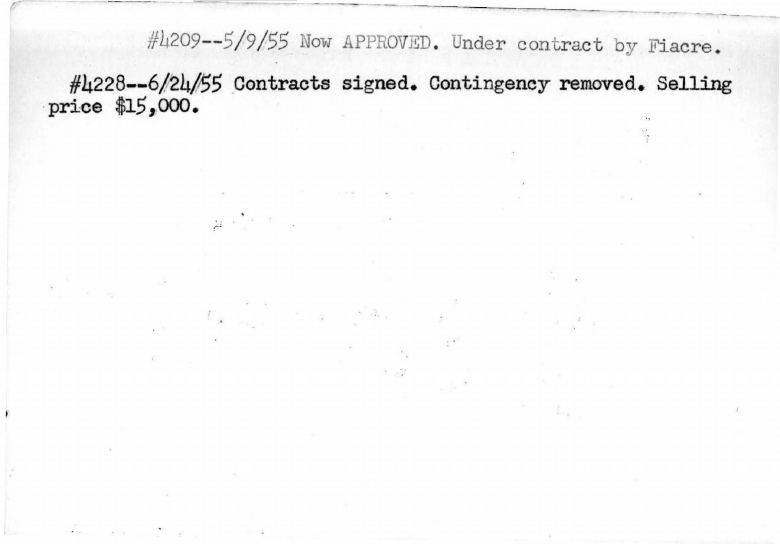 #4209--5/9/55 Now APPROVED. Under contract by Fiacre.
#4228--6/24/55 Contracts signed. Contingency removed. Selling
price $15,000.